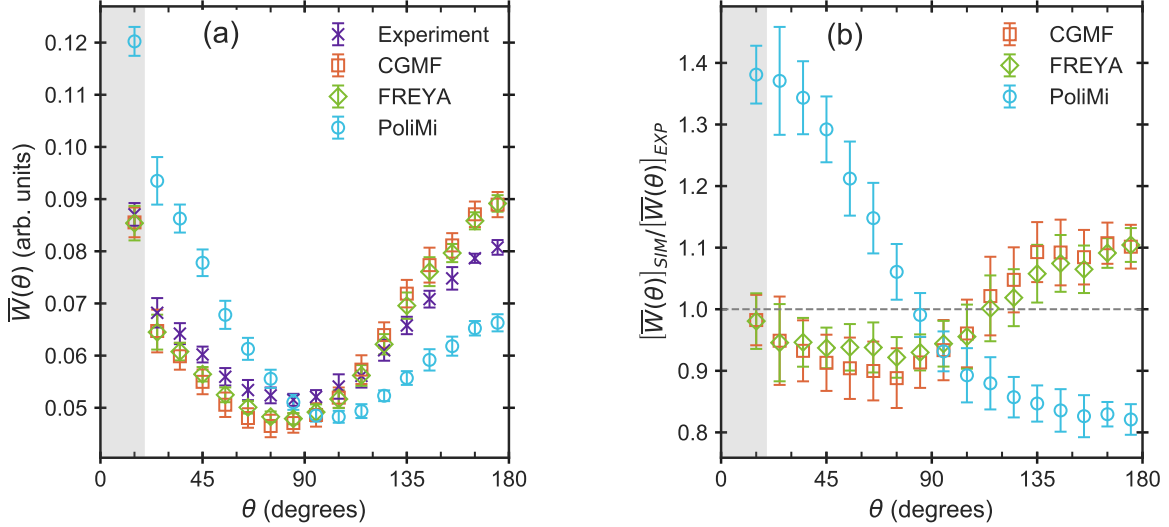 (a)
Experiment
CGMF
FREYA
PoliMi
0.12
0.11
0.10
0.09
0.08
0.07
0.06
0.05
W̅(θ) (arb. units)
0
45
90
135
180
θ (degrees)
(b)
CGMF
FREYA
PoliMi
1.4
1.3
1.2
1.1
1.0
0.9
0.8
[W̅(θ)]SIM/[W̅(θ)]EXP
0
45
90
135
180
θ (degrees)